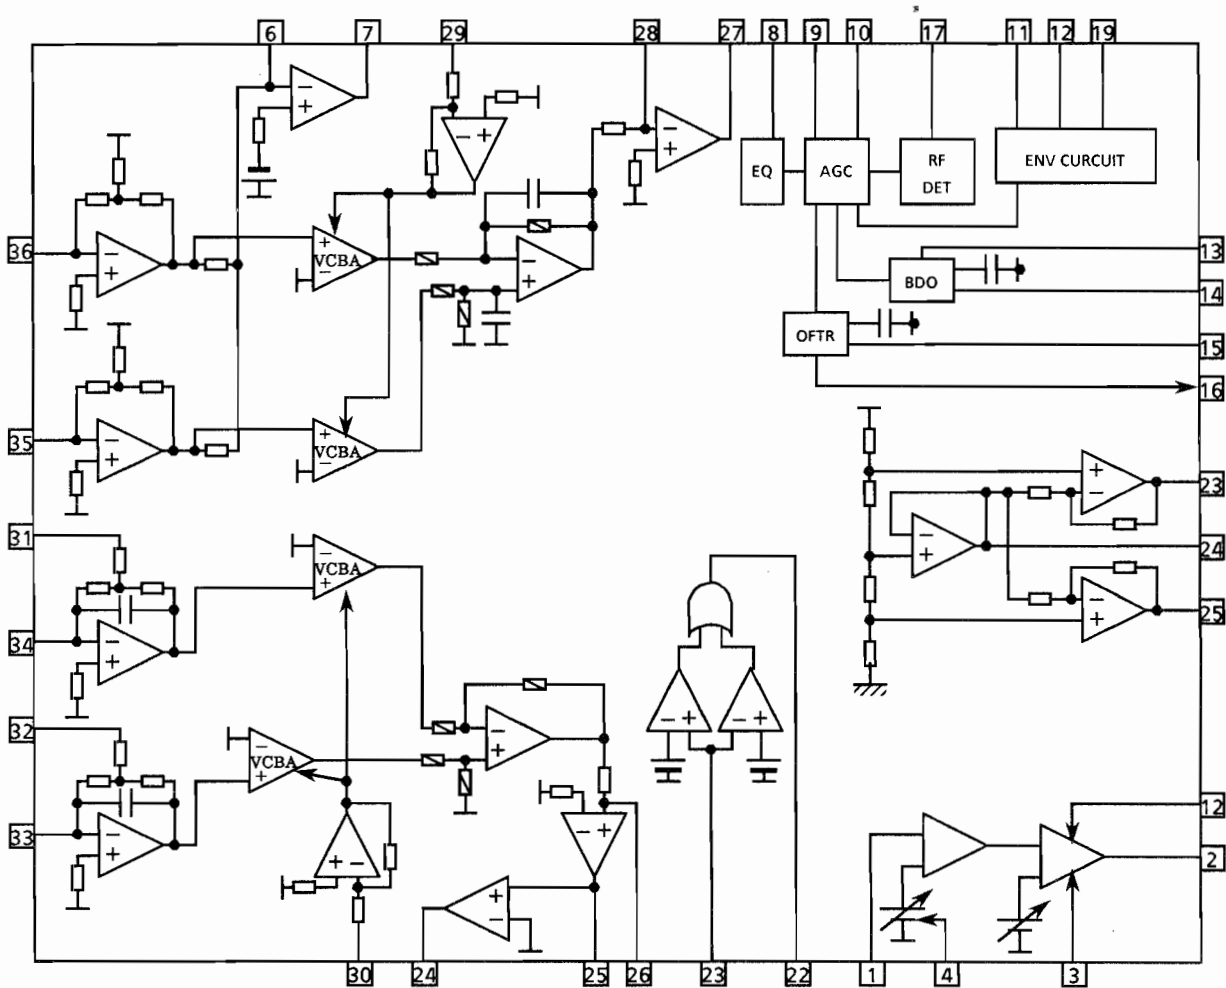 6 7 29 28 27 8 9 10 17 11 12 19
− +
− +
− +
EQ AGC RF DET ENV CURCUIT
36 − +
+ VCBA −
− +
13
BDO
14
OFTR
15
16
35 − +
+ VCBA −
+ −
23
31
− VCBA +
− +
24
34 − +
− +
25
32
− VCBA +
− +
− + − +
33 − +
+ −
− +
12
2
+ −
30 24 25 26 23 22 1 4 3